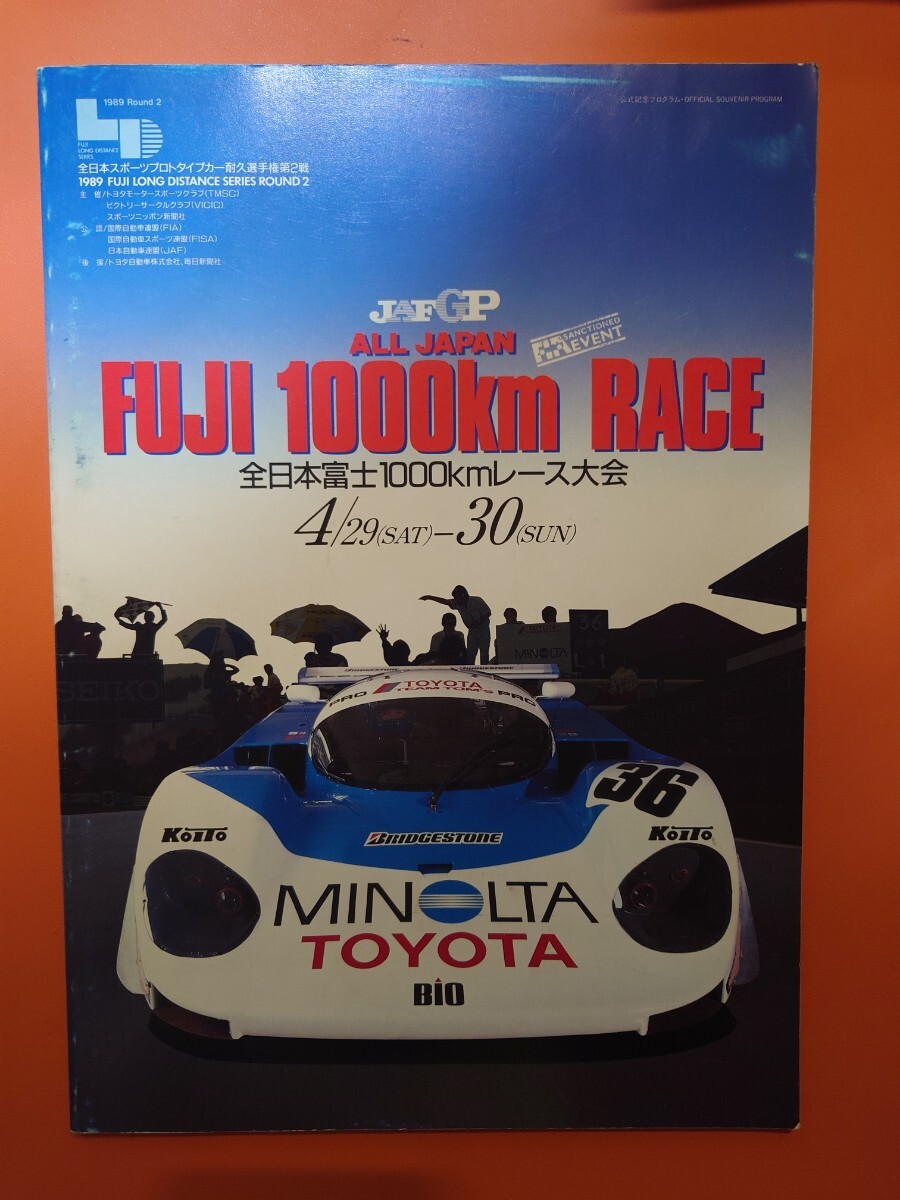 1989 Round 2
公式記念プログラム・OFFICIAL SOUVENIR PROGRAM
LD
FUJI
LONG DISTANCE
SERIES
全日本スポーツプロトタイプカー耐久選手権第2戦
1989 FUJI LONG DISTANCE SERIES ROUND 2
主 催/トヨタモータースポーツクラブ(TMSC)
ビクトリーサークルクラブ(VICIC)
スポーツニッポン新聞社
公 認/国際自動車連盟(FIA)
国際自動車スポーツ連盟(FISA)
日本自動車連盟(JAF)
後 援/トヨタ自動車株式会社、毎日新聞社
JAF GP
ALL JAPAN
FIA SANCTIONED
EVENT
FUJI 1000km RACE
全日本富士1000kmレース大会
4/29(SAT)–30(SUN)
36
MINOLTA
SEIKO
BRIDGESTONE
BRIDGESTONE
PRO TOYOTA PRO
TEAM TOM'S
36
KOITO
KOITO
BRIDGESTONE
MINOLTA
TOYOTA
BIO